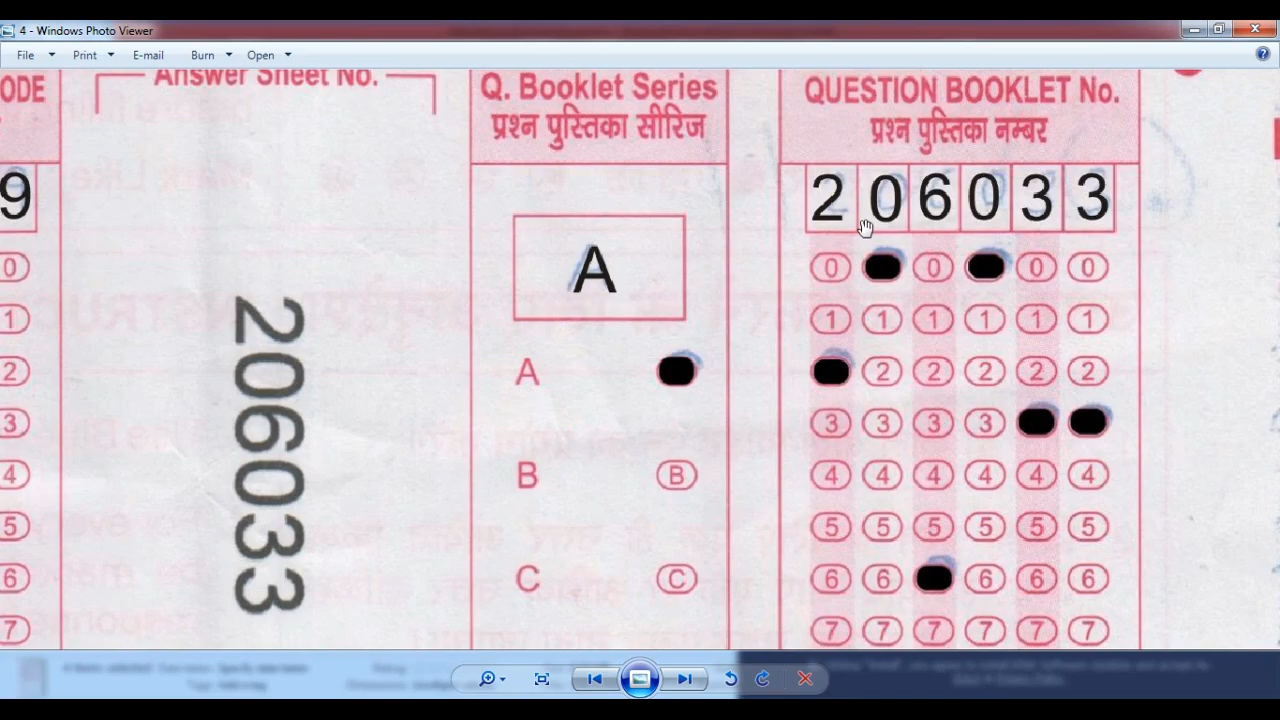 4 - Windows Photo Viewer
File Print E-mail Burn Open
ODE
Answer Sheet No.
Q. Booklet Series
प्रश्न पुस्तिका सीरिज
QUESTION BOOKLET No.
प्रश्न पुस्तिका नम्बर
9
2 0 6 0 3 3
A
206033
0
1
2
3
4
5
6
7
A
B B
C C
0 0 0 0
1 1 1 1 1 1
2 2 2 2 2
3 3 3 3
4 4 4 4 4 4
5 5 5 5 5 5
6 6 6 6 6
7 7 7 7 7 7